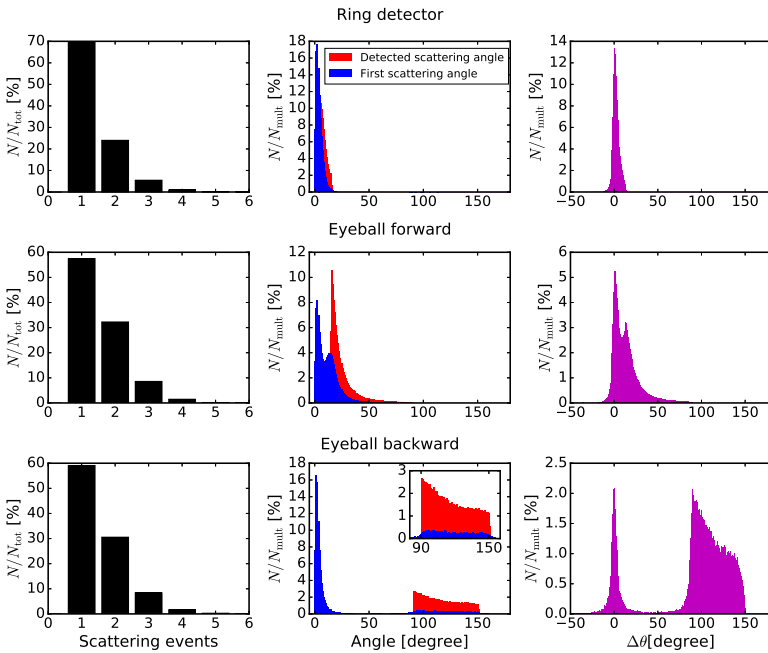 Ring detector
N/N_tot [%]
70
60
50
40
30
20
10
0
0 1 2 3 4 5 6
N/N_mult [%]
18
16
14
12
10
8
6
4
2
0
0 50 100 150
Detected scattering angle
First scattering angle
N/N_mult [%]
14
12
10
8
6
4
2
0
−50 0 50 100 150
Eyeball forward
N/N_tot [%]
60
50
40
30
20
10
0
0 1 2 3 4 5 6
N/N_mult [%]
12
10
8
6
4
2
0
0 50 100 150
N/N_mult [%]
6
5
4
3
2
1
0
−50 0 50 100 150
Eyeball backward
N/N_tot [%]
60
50
40
30
20
10
0
0 1 2 3 4 5 6
Scattering events
N/N_mult [%]
18
16
14
12
10
8
6
4
2
0
0 50 100 150
Angle [degree]
3
2
1
0
90 150
N/N_mult [%]
2.5
2.0
1.5
1.0
0.5
0.0
−50 0 50 100 150
Δθ[degree]